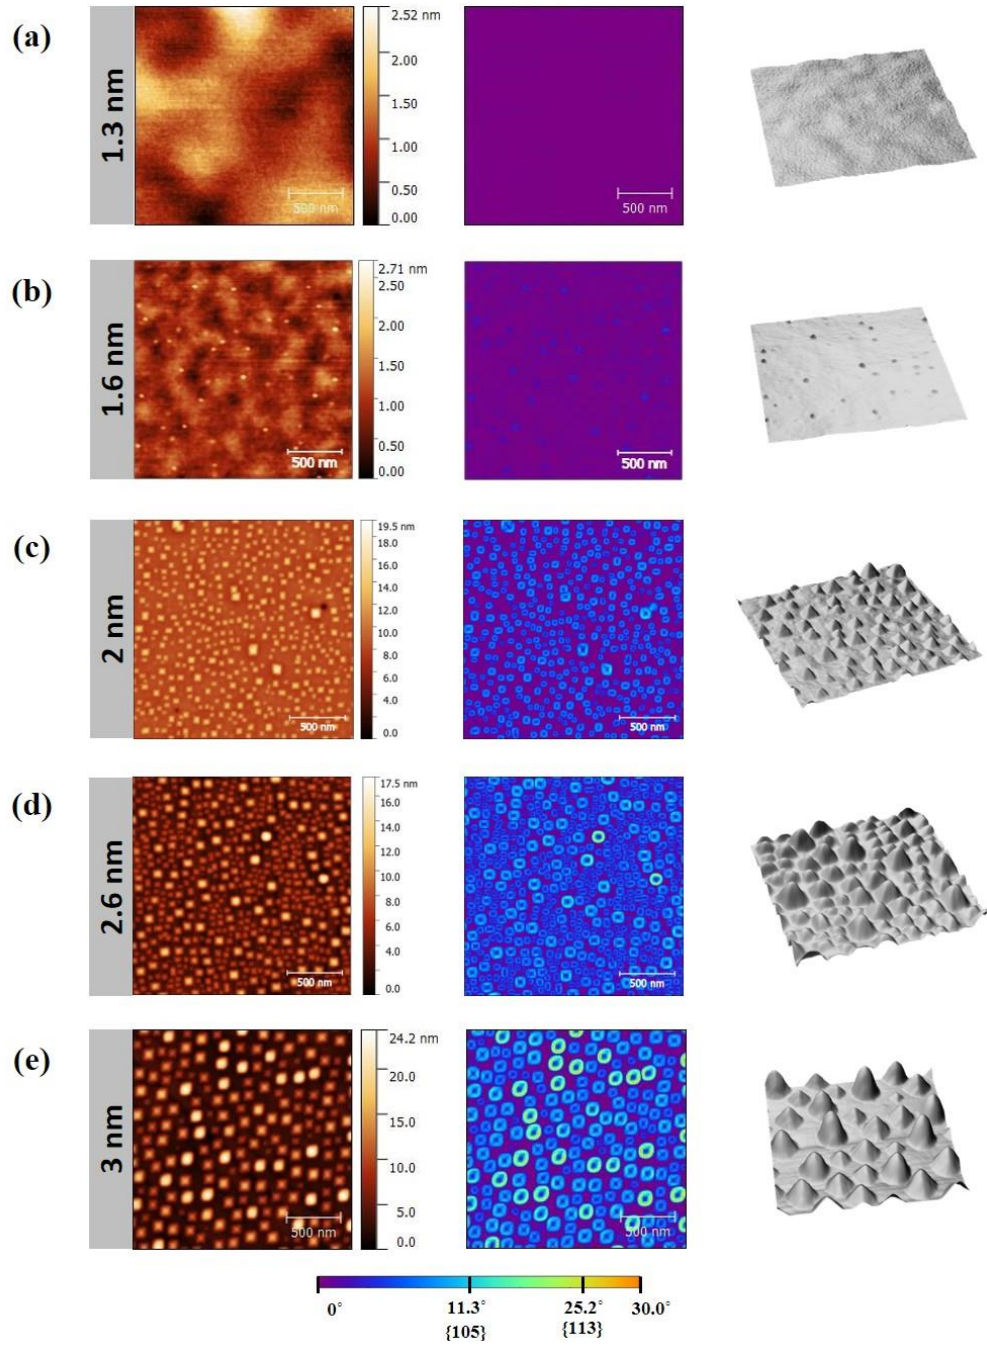 (a)
1.3 nm
2.52 nm
2.00
1.50
1.00
0.50
0.00
500 nm
500 nm
(b)
1.6 nm
2.71 nm
2.50
2.00
1.50
1.00
0.50
0.00
500 nm
500 nm
(c)
2 nm
19.5 nm
18.0
16.0
14.0
12.0
10.0
8.0
6.0
4.0
0.0
500 nm
500 nm
(d)
2.6 nm
17.5 nm
16.0
14.0
12.0
10.0
8.0
6.0
4.0
0.0
500 nm
500 nm
(e)
3 nm
24.2 nm
20.0
15.0
10.0
5.0
0.0
500 nm
500 nm
0° 11.3° 25.2° 30.0°
{105} {113}